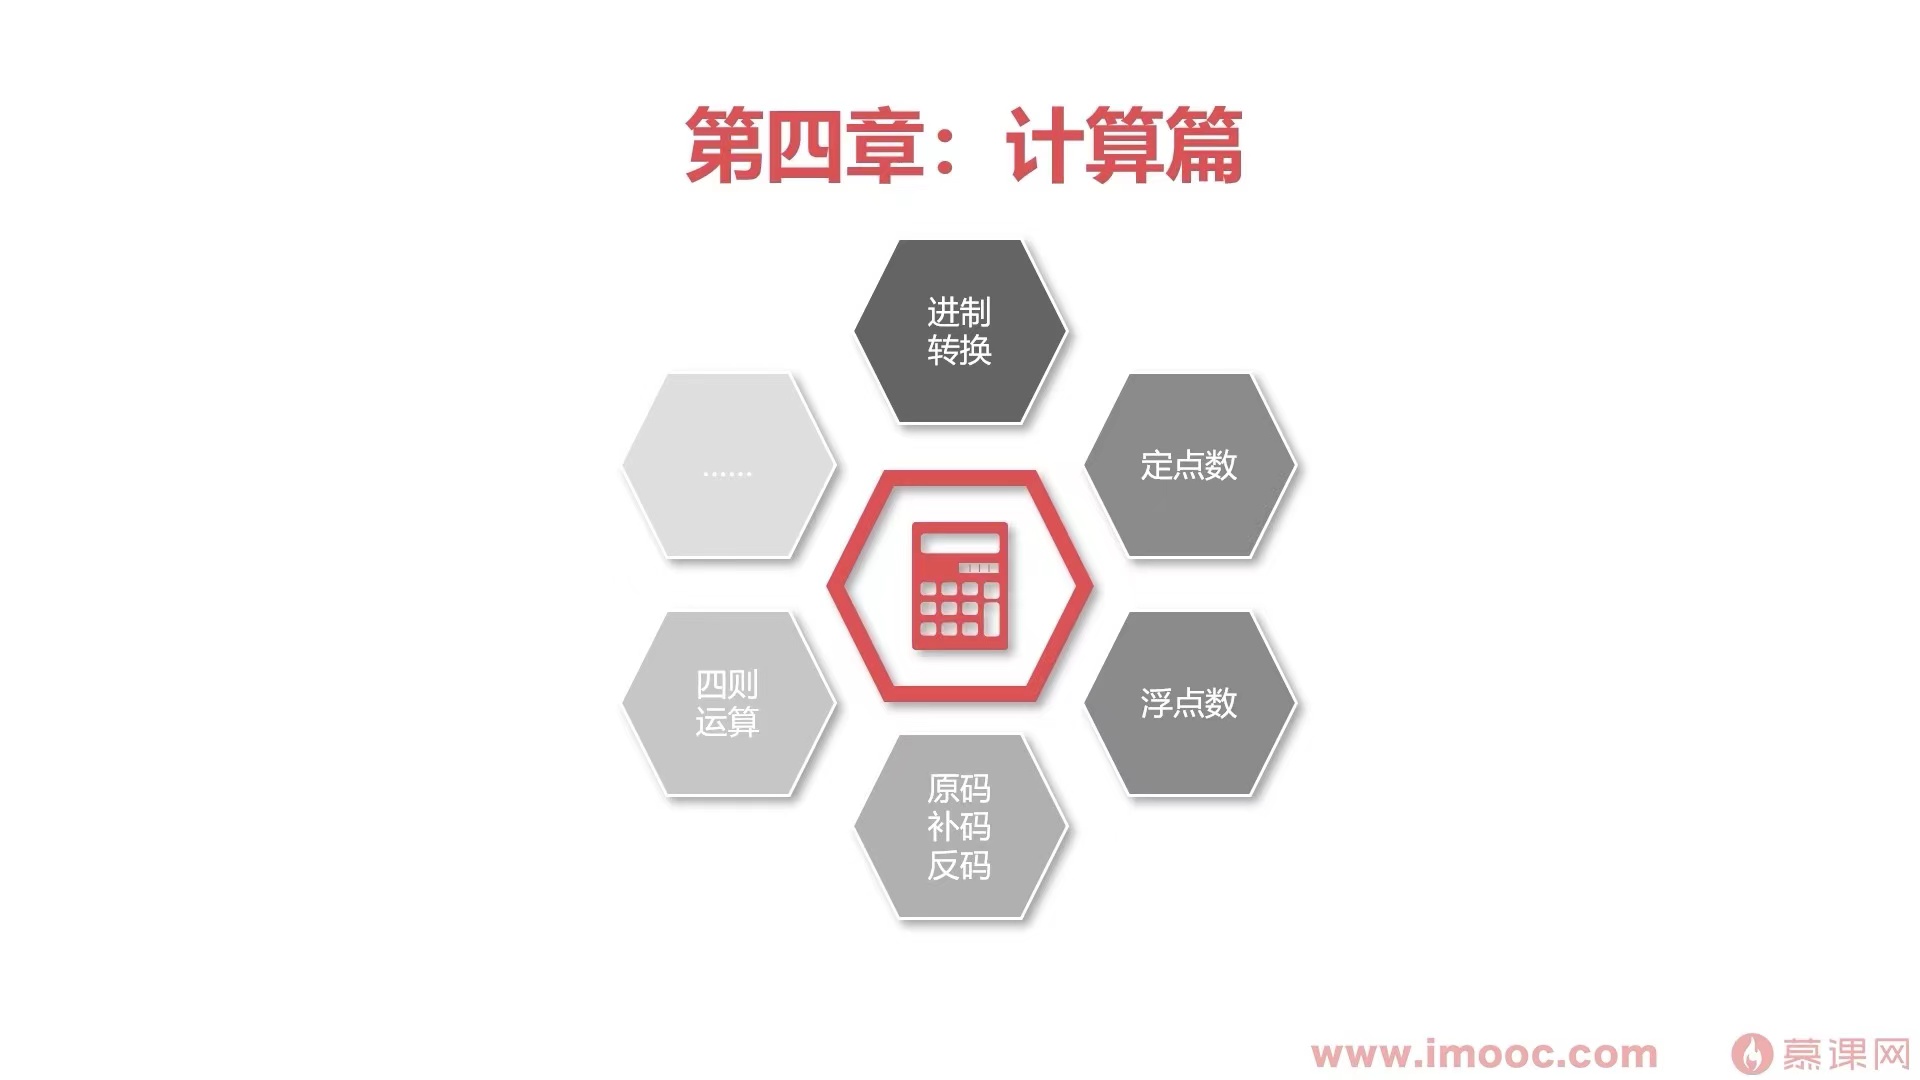 第四章：计算篇
进制
转换
定点数
浮点数
原码
补码
反码
四则
运算
……
www.imooc.com
慕课网